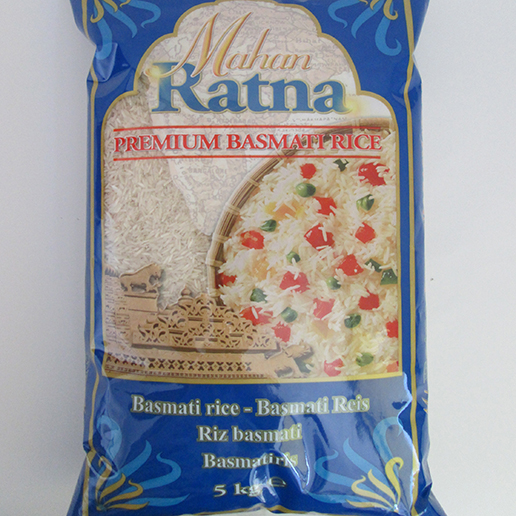 Mahan
Ratna
PREMIUM BASMATI RICE
Basmati rice - Basmati Reis
Riz basmati
Basmatiris
5 kg e